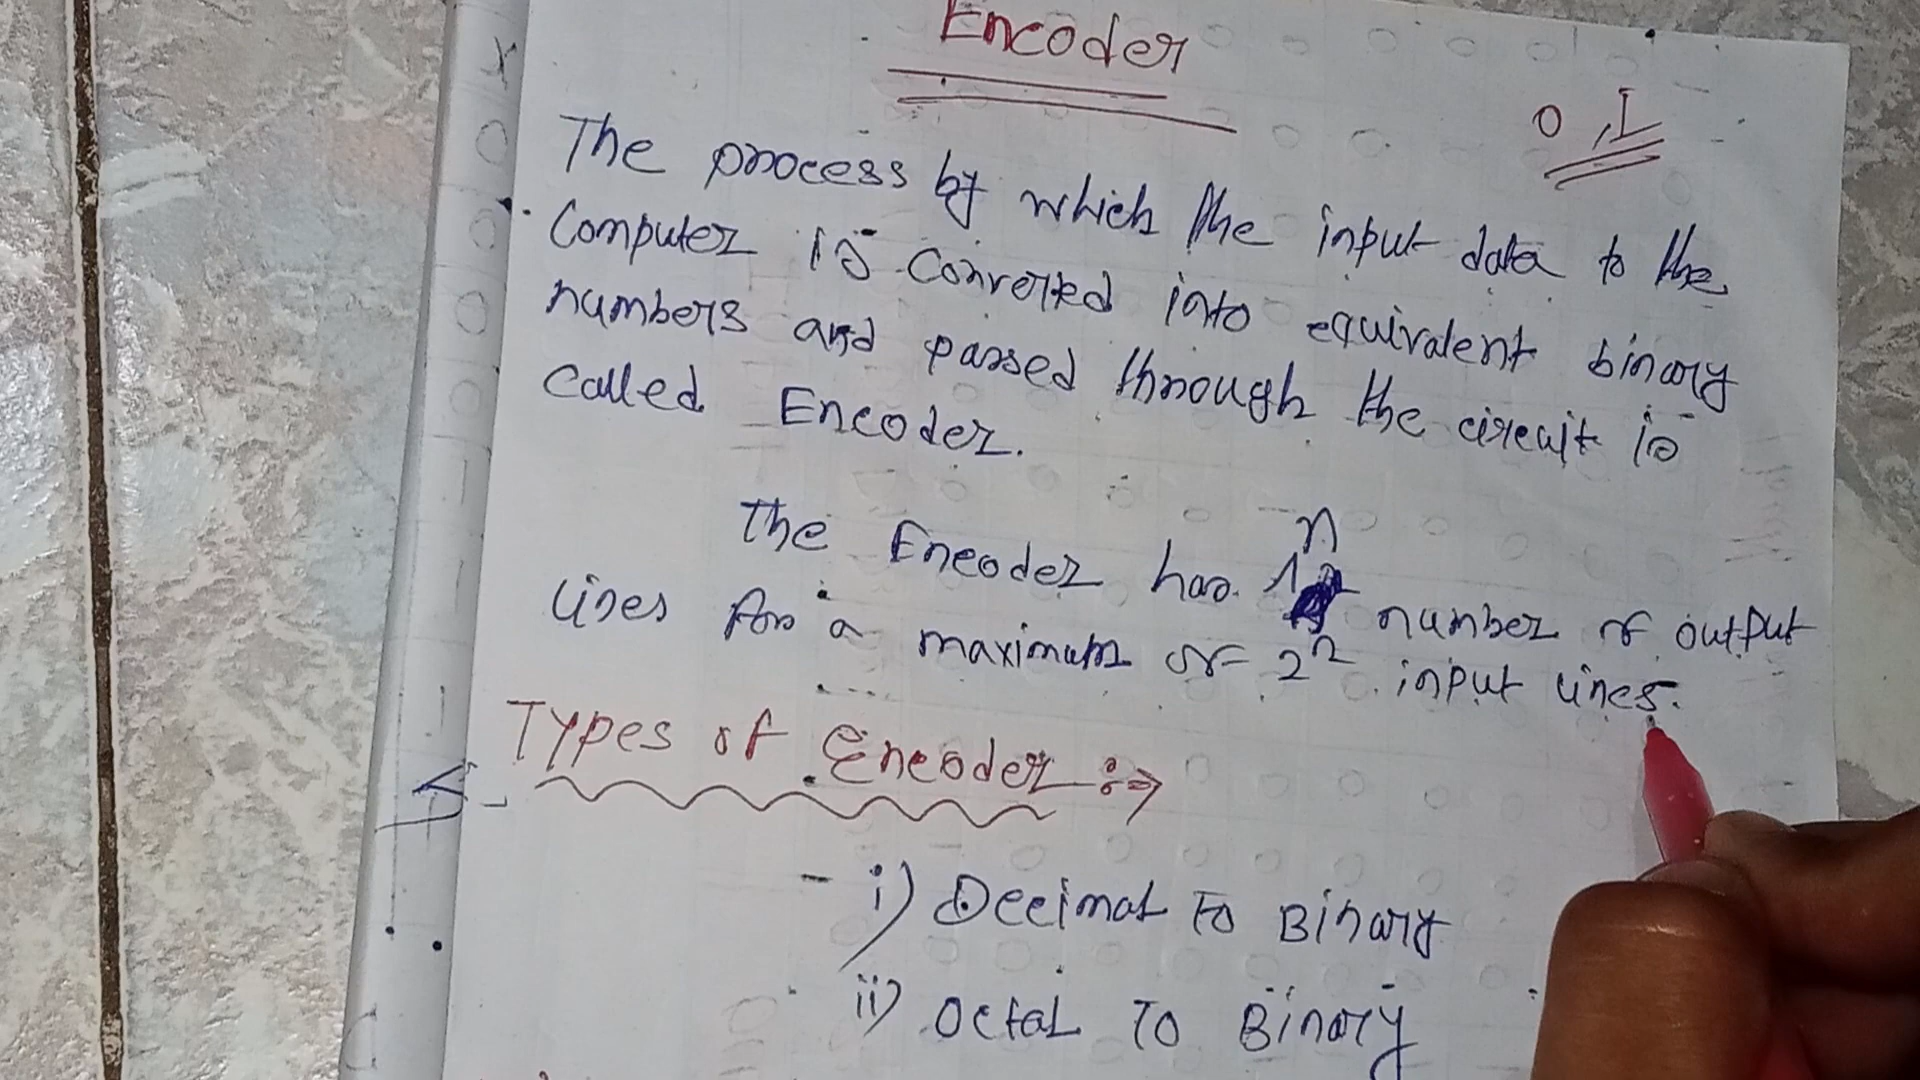 Encoder
0, 1
The process by which the input data to the
Computer is converted into equivalent binary
numbers and passed through the circuit is
called Encoder.
n
The Encoder has number of output
lines for a maximum of 2^n input lines.
Types of Encoder :→
- i) Decimal To Binary
ii) Octal To Binary